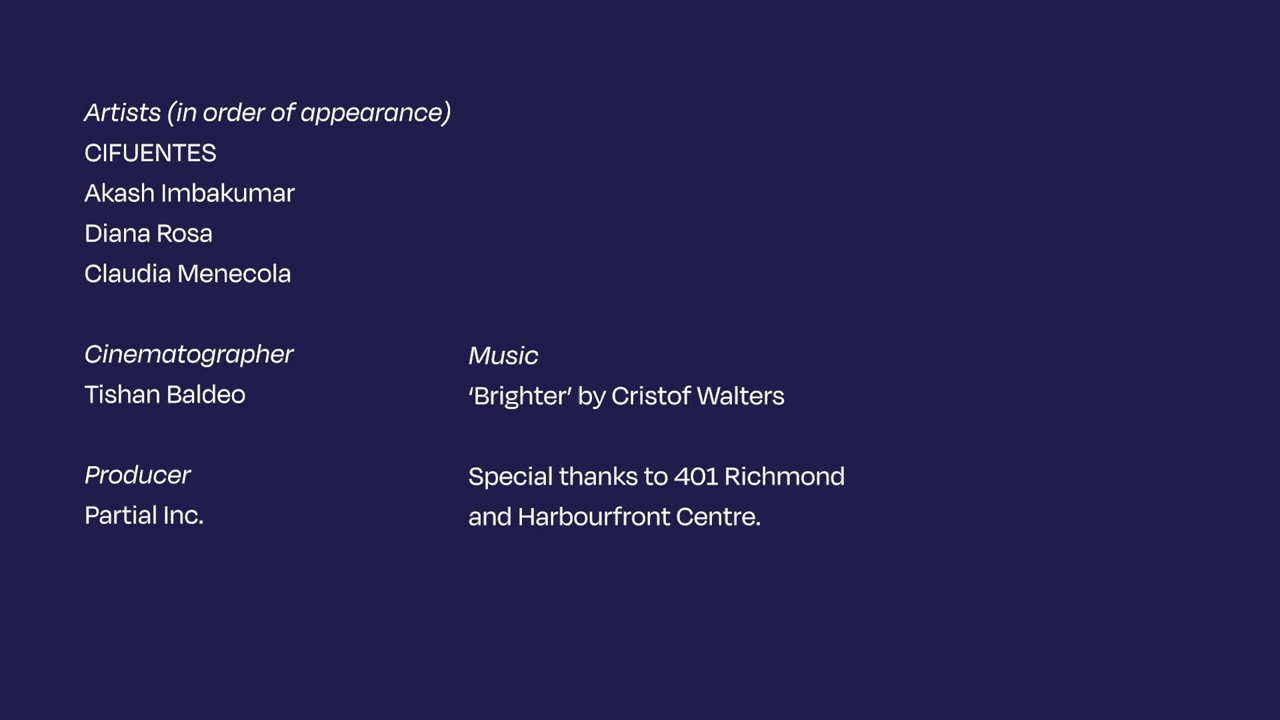 Artists (in order of appearance)
CIFUENTES
Akash Imbakumar
Diana Rosa
Claudia Menecola
Cinematographer
Tishan Baldeo
Music
‘Brighter’ by Cristof Walters
Producer
Partial Inc.
Special thanks to 401 Richmond
and Harbourfront Centre.